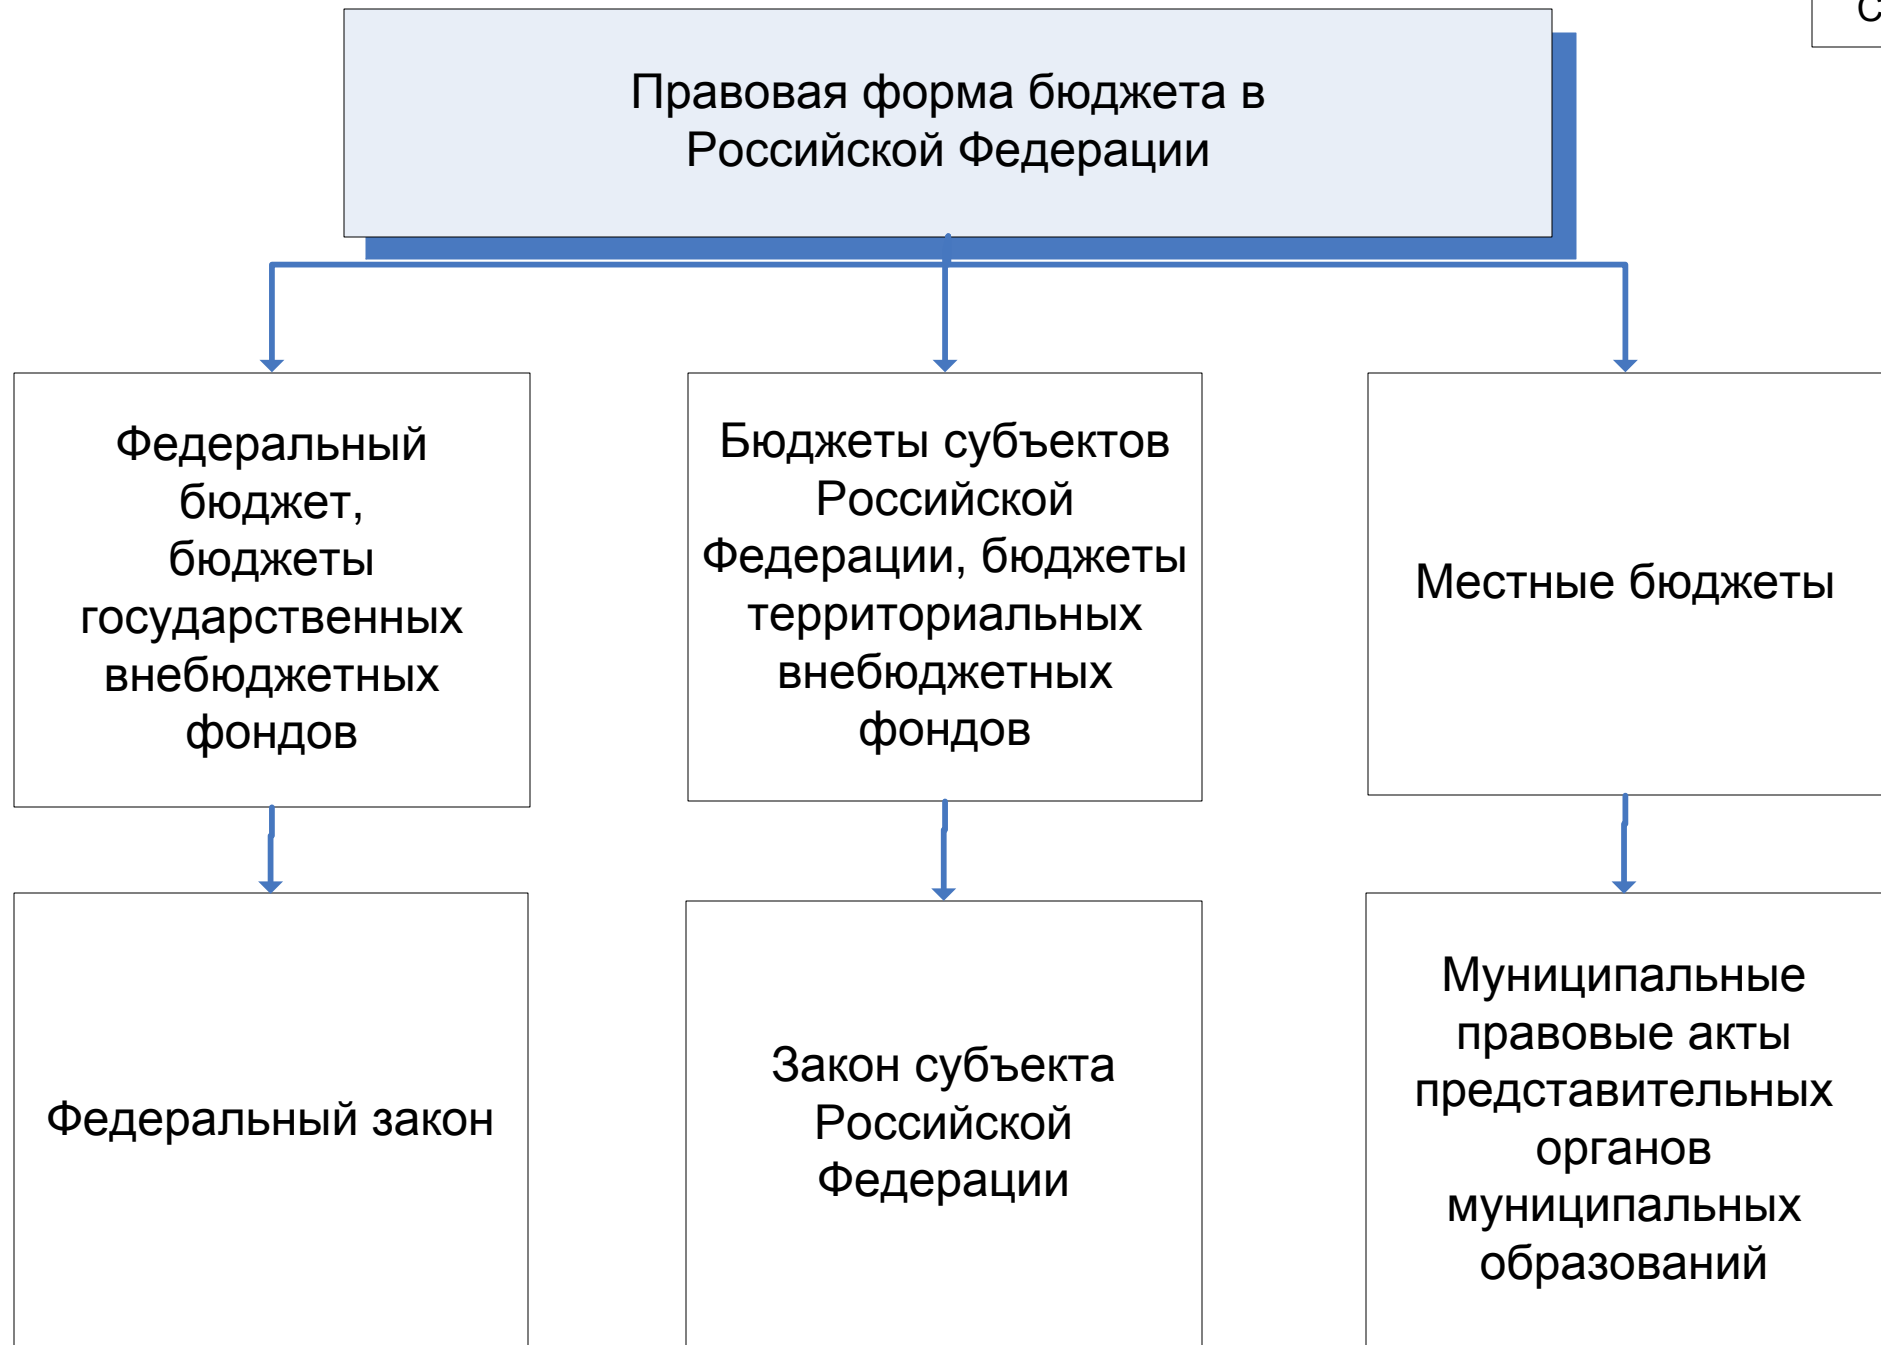 Правовая форма бюджета в
Российской Федерации
Федеральный
бюджет,
бюджеты
государственных
внебюджетных
фондов
Бюджеты субъектов
Российской
Федерации, бюджеты
территориальных
внебюджетных
фондов
Местные бюджеты
Федеральный закон
Закон субъекта
Российской
Федерации
Муниципальные
правовые акты
представительных
органов
муниципальных
образований